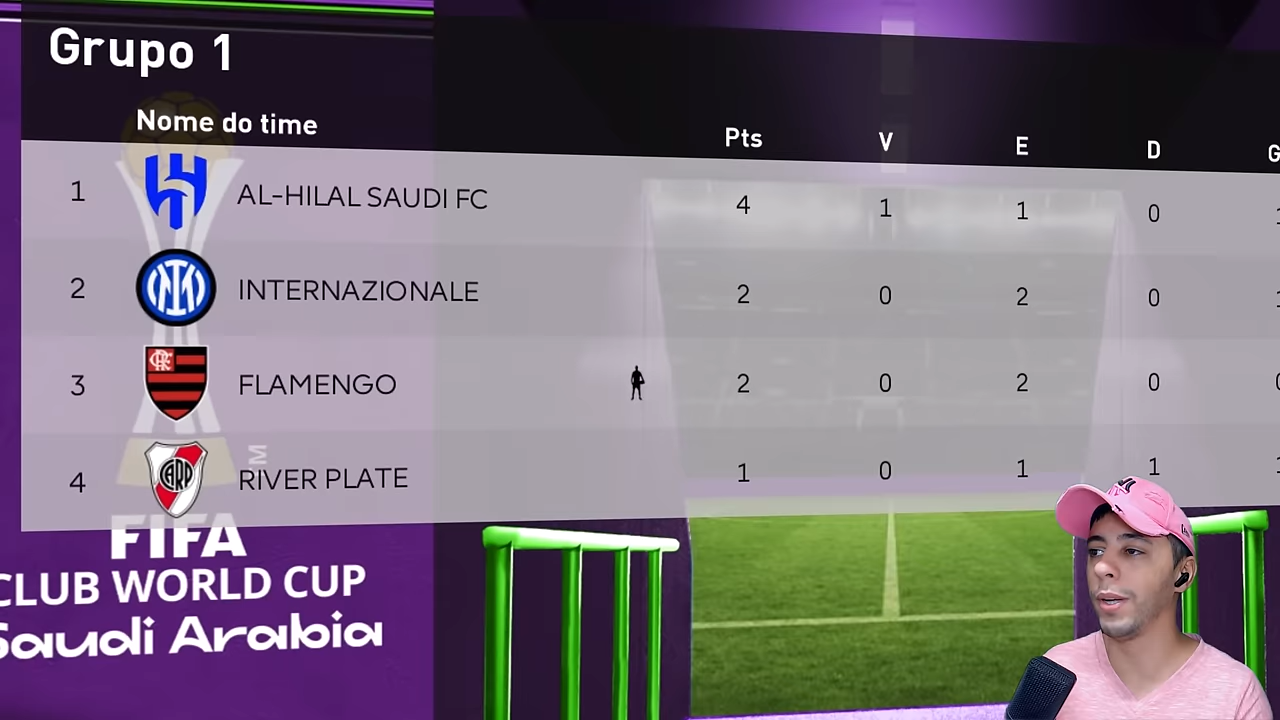 Grupo 1
Nome do time Pts V E D G
1 AL-HILAL SAUDI FC 4 1 1 0
2 INTERNAZIONALE 2 0 2 0
3 FLAMENGO 2 0 2 0
4 RIVER PLATE 1 0 1 1
CARP
M
FIFA
CLUB WORLD CUP
Saudi Arabia